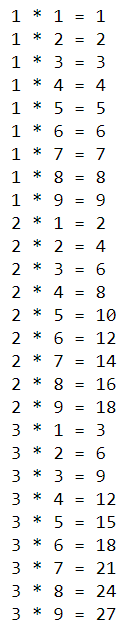 1 * 1 = 1
1 * 2 = 2
1 * 3 = 3
1 * 4 = 4
1 * 5 = 5
1 * 6 = 6
1 * 7 = 7
1 * 8 = 8
1 * 9 = 9
2 * 1 = 2
2 * 2 = 4
2 * 3 = 6
2 * 4 = 8
2 * 5 = 10
2 * 6 = 12
2 * 7 = 14
2 * 8 = 16
2 * 9 = 18
3 * 1 = 3
3 * 2 = 6
3 * 3 = 9
3 * 4 = 12
3 * 5 = 15
3 * 6 = 18
3 * 7 = 21
3 * 8 = 24
3 * 9 = 27